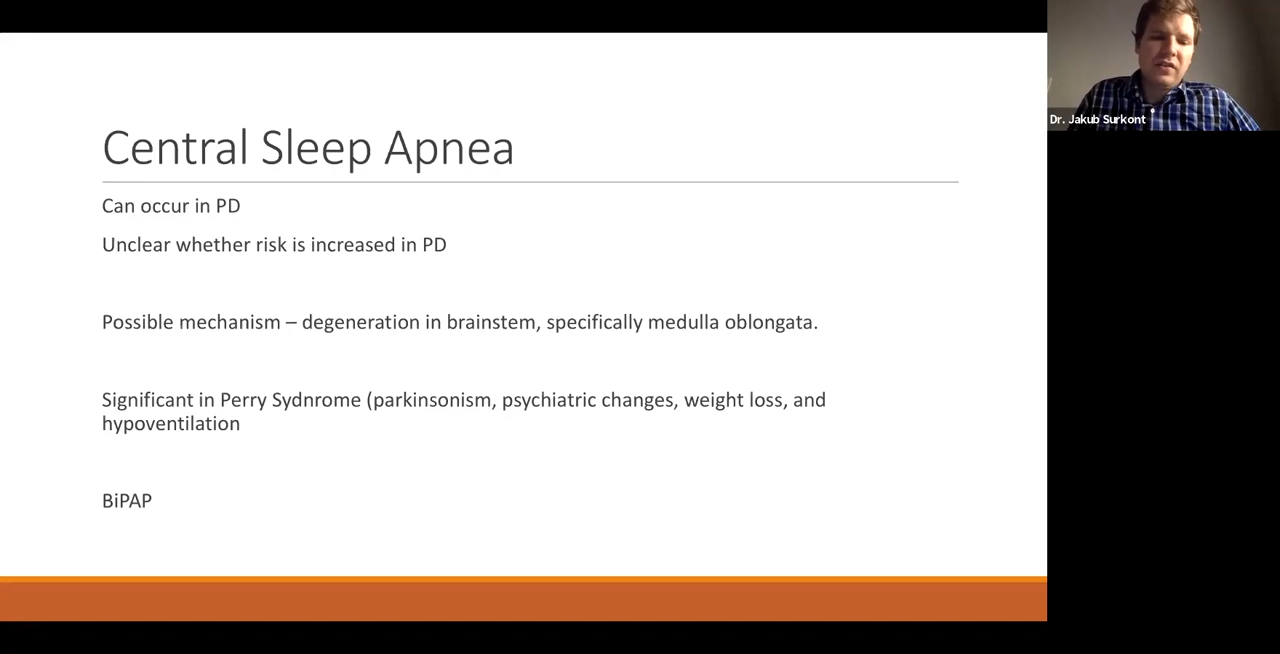 Central Sleep Apnea
Can occur in PD
Unclear whether risk is increased in PD
Possible mechanism – degeneration in brainstem, specifically medulla oblongata.
Significant in Perry Sydnrome (parkinsonism, psychiatric changes, weight loss, and
hypoventilation
BiPAP
Dr. Jakub Surkont